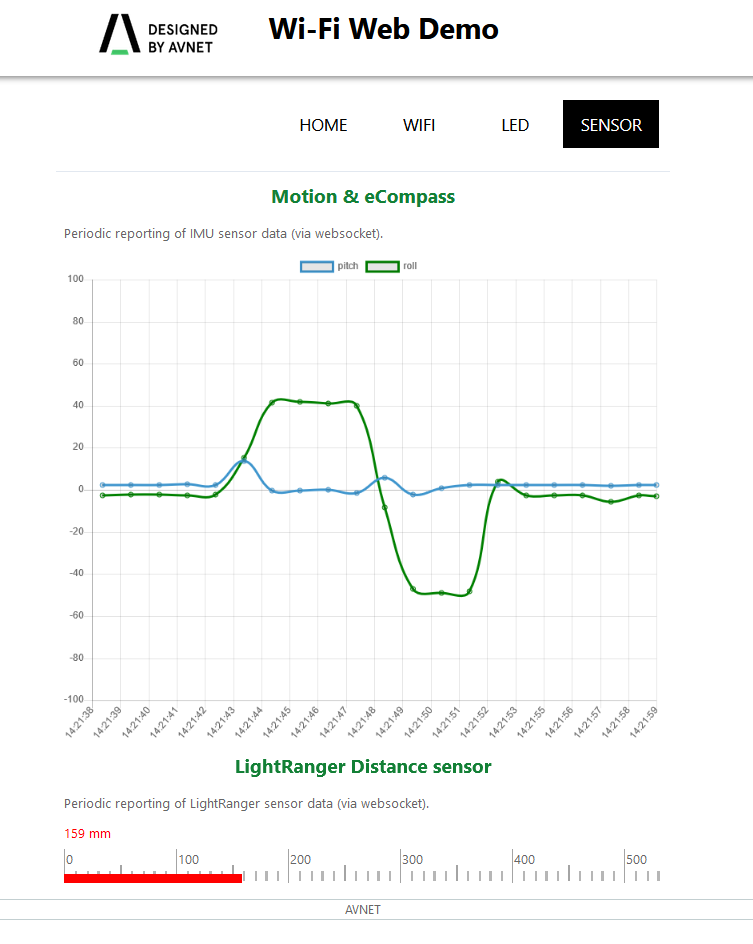 DESIGNED
BY AVNET
Wi-Fi Web Demo
HOME WIFI LED SENSOR
Motion & eCompass
Periodic reporting of IMU sensor data (via websocket).
pitch roll
100
80
60
40
20
0
-20
-40
-60
-80
-100
14:21:38 14:21:39 14:21:40 14:21:41 14:21:42 14:21:43 14:21:44 14:21:45 14:21:46 14:21:47 14:21:48 14:21:49 14:21:50 14:21:51 14:21:52 14:21:53 14:21:55 14:21:56 14:21:57 14:21:58 14:21:59
LightRanger Distance sensor
Periodic reporting of LightRanger sensor data (via websocket).
159 mm
0 100 200 300 400 500
AVNET